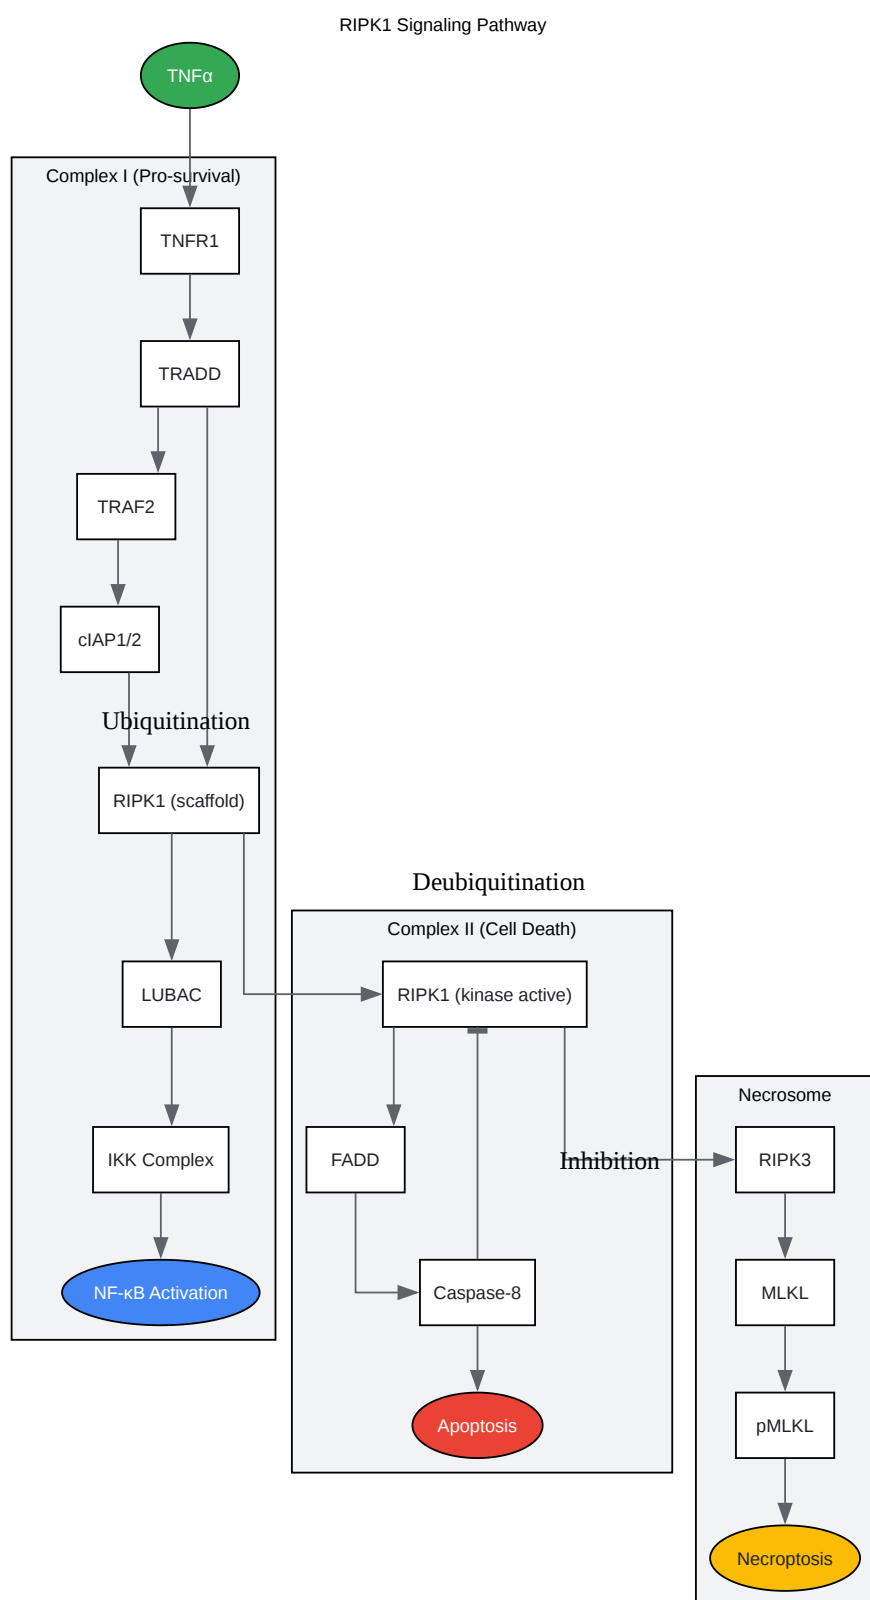 RIPK1 Signaling Pathway
TNFα
Complex I (Pro-survival)
TNFR1
TRADD
TRAF2
cIAP1/2
Ubiquitination
RIPK1 (scaffold)
Deubiquitination
Complex II (Cell Death)
LUBAC
RIPK1 (kinase active)
Necrosome
IKK Complex
FADD
Inhibition
RIPK3
NF-κB Activation
Caspase-8
MLKL
Apoptosis
pMLKL
Necroptosis